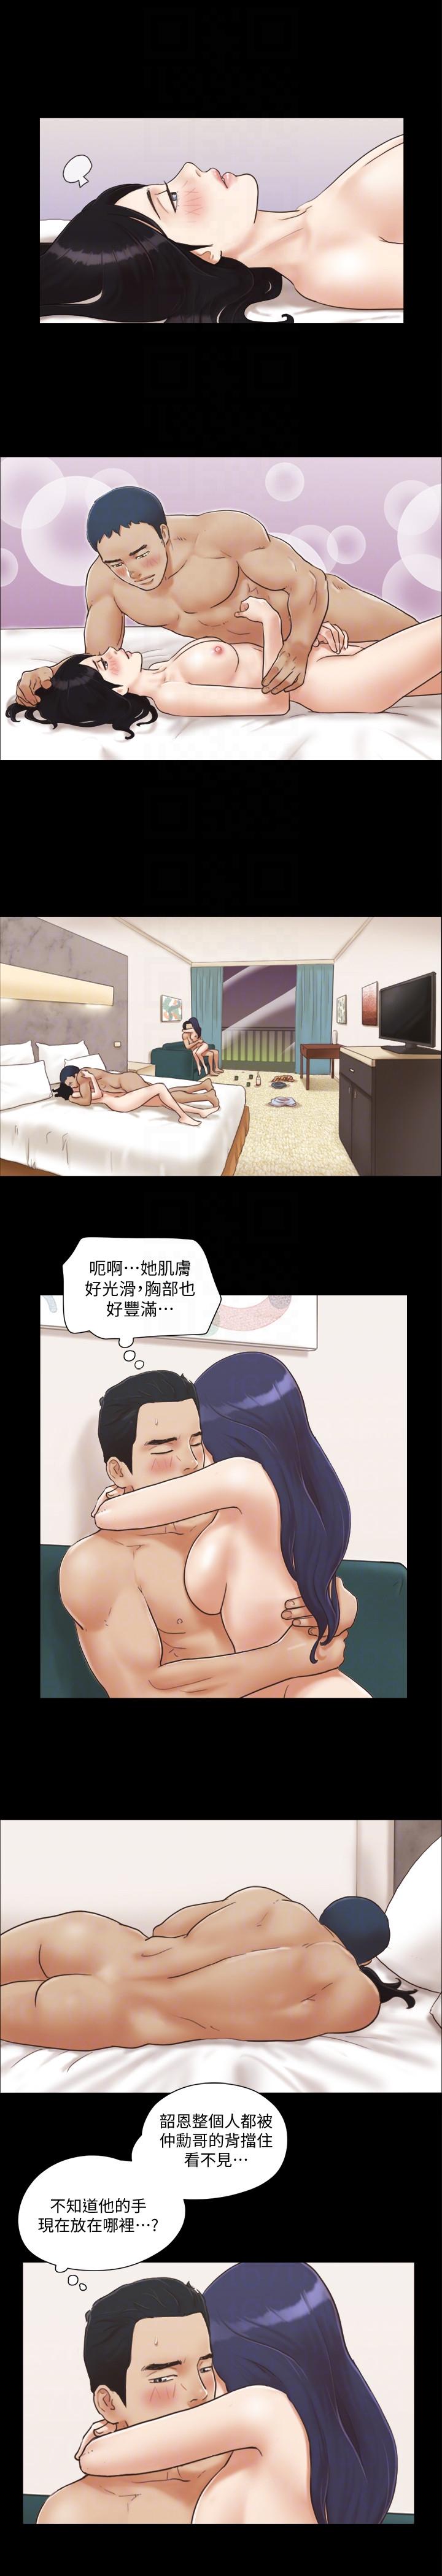 呃啊⋯她肌膚
好光滑，胸部也
好豐滿⋯
韶恩整個人都被
仲勳哥的背擋住
看不見⋯
不知道他的手
現在放在哪裡⋯?